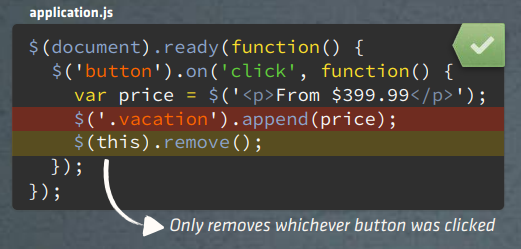 application.js
$(document).ready(function() {
  $('button').on('click', function() {
    var price = $('<p>From $399.99</p>');
    $('.vacation').append(price);
    $(this).remove();
  });
});
Only removes whichever button was clicked